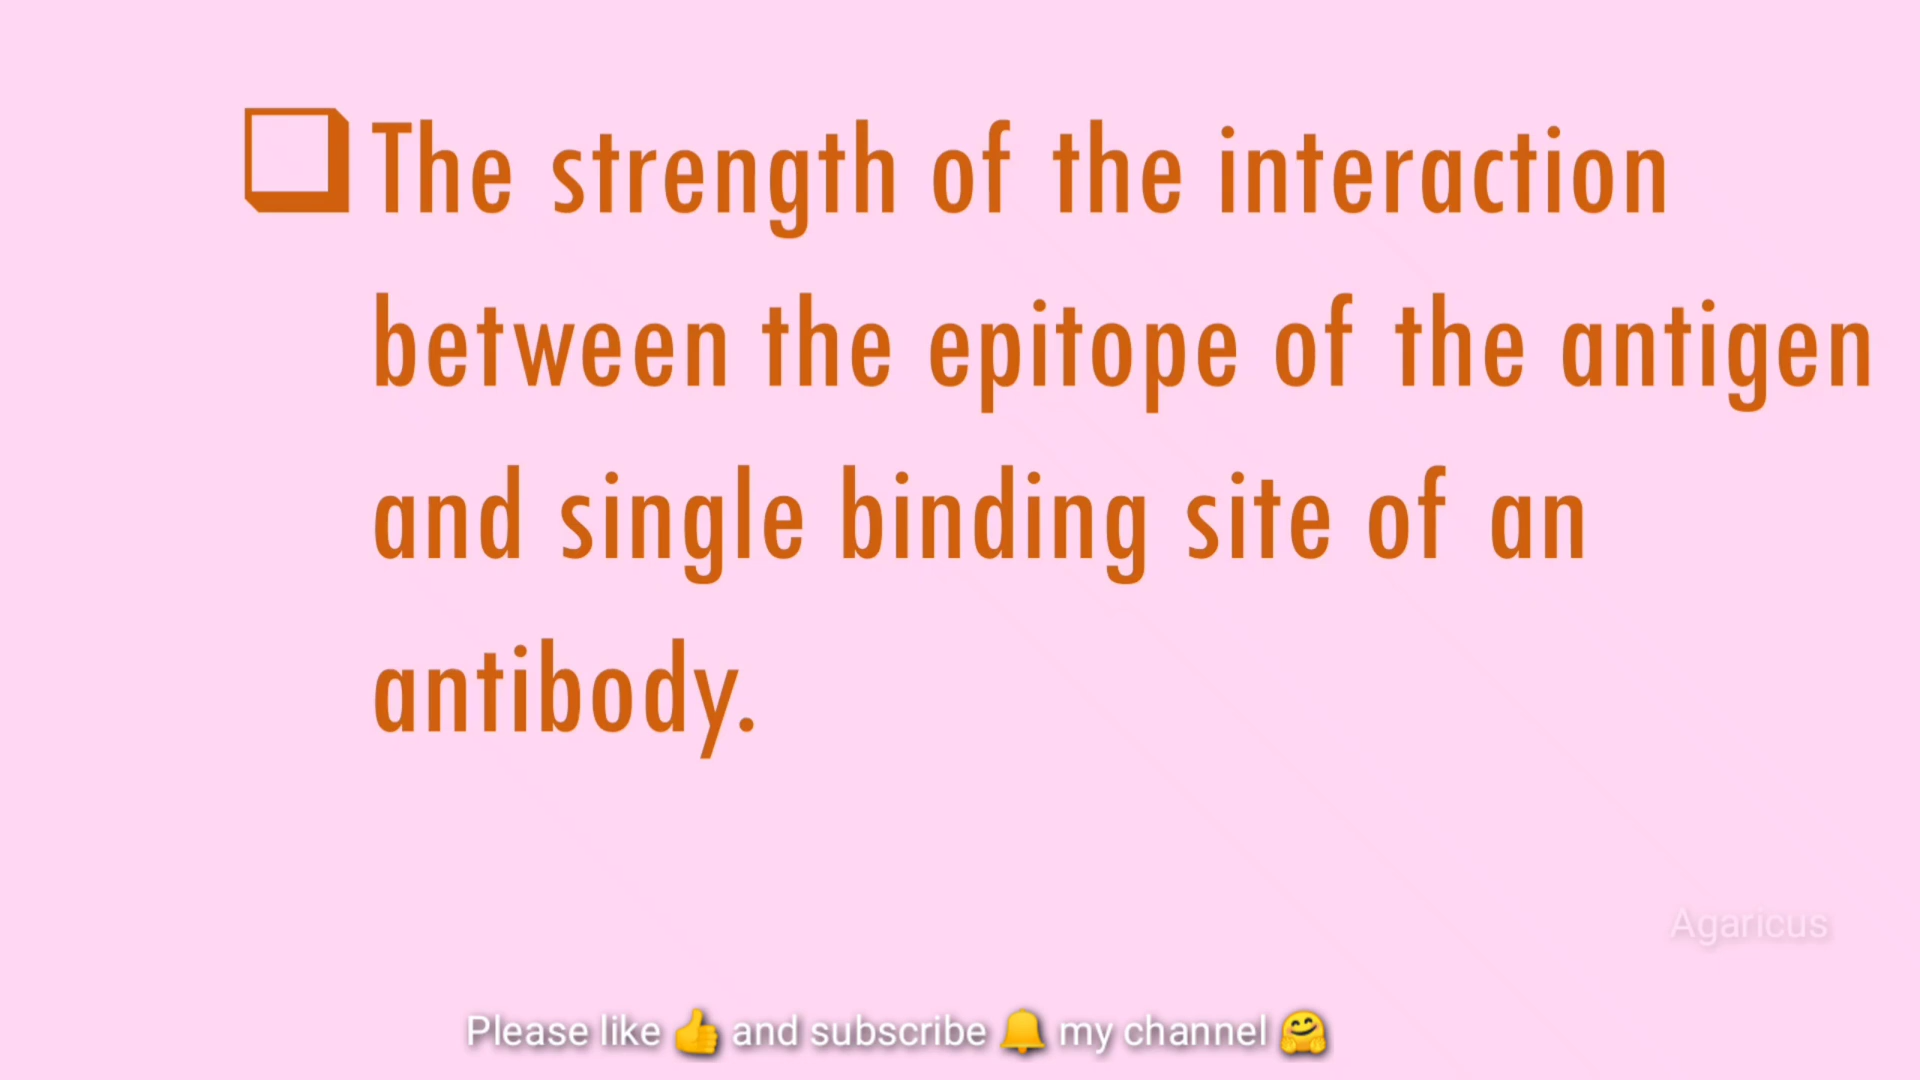 ❑The strength of the interaction
between the epitope of the antigen
and single binding site of an
antibody.
Agaricus
Please like 👍 and subscribe 🔔 my channel 🤗